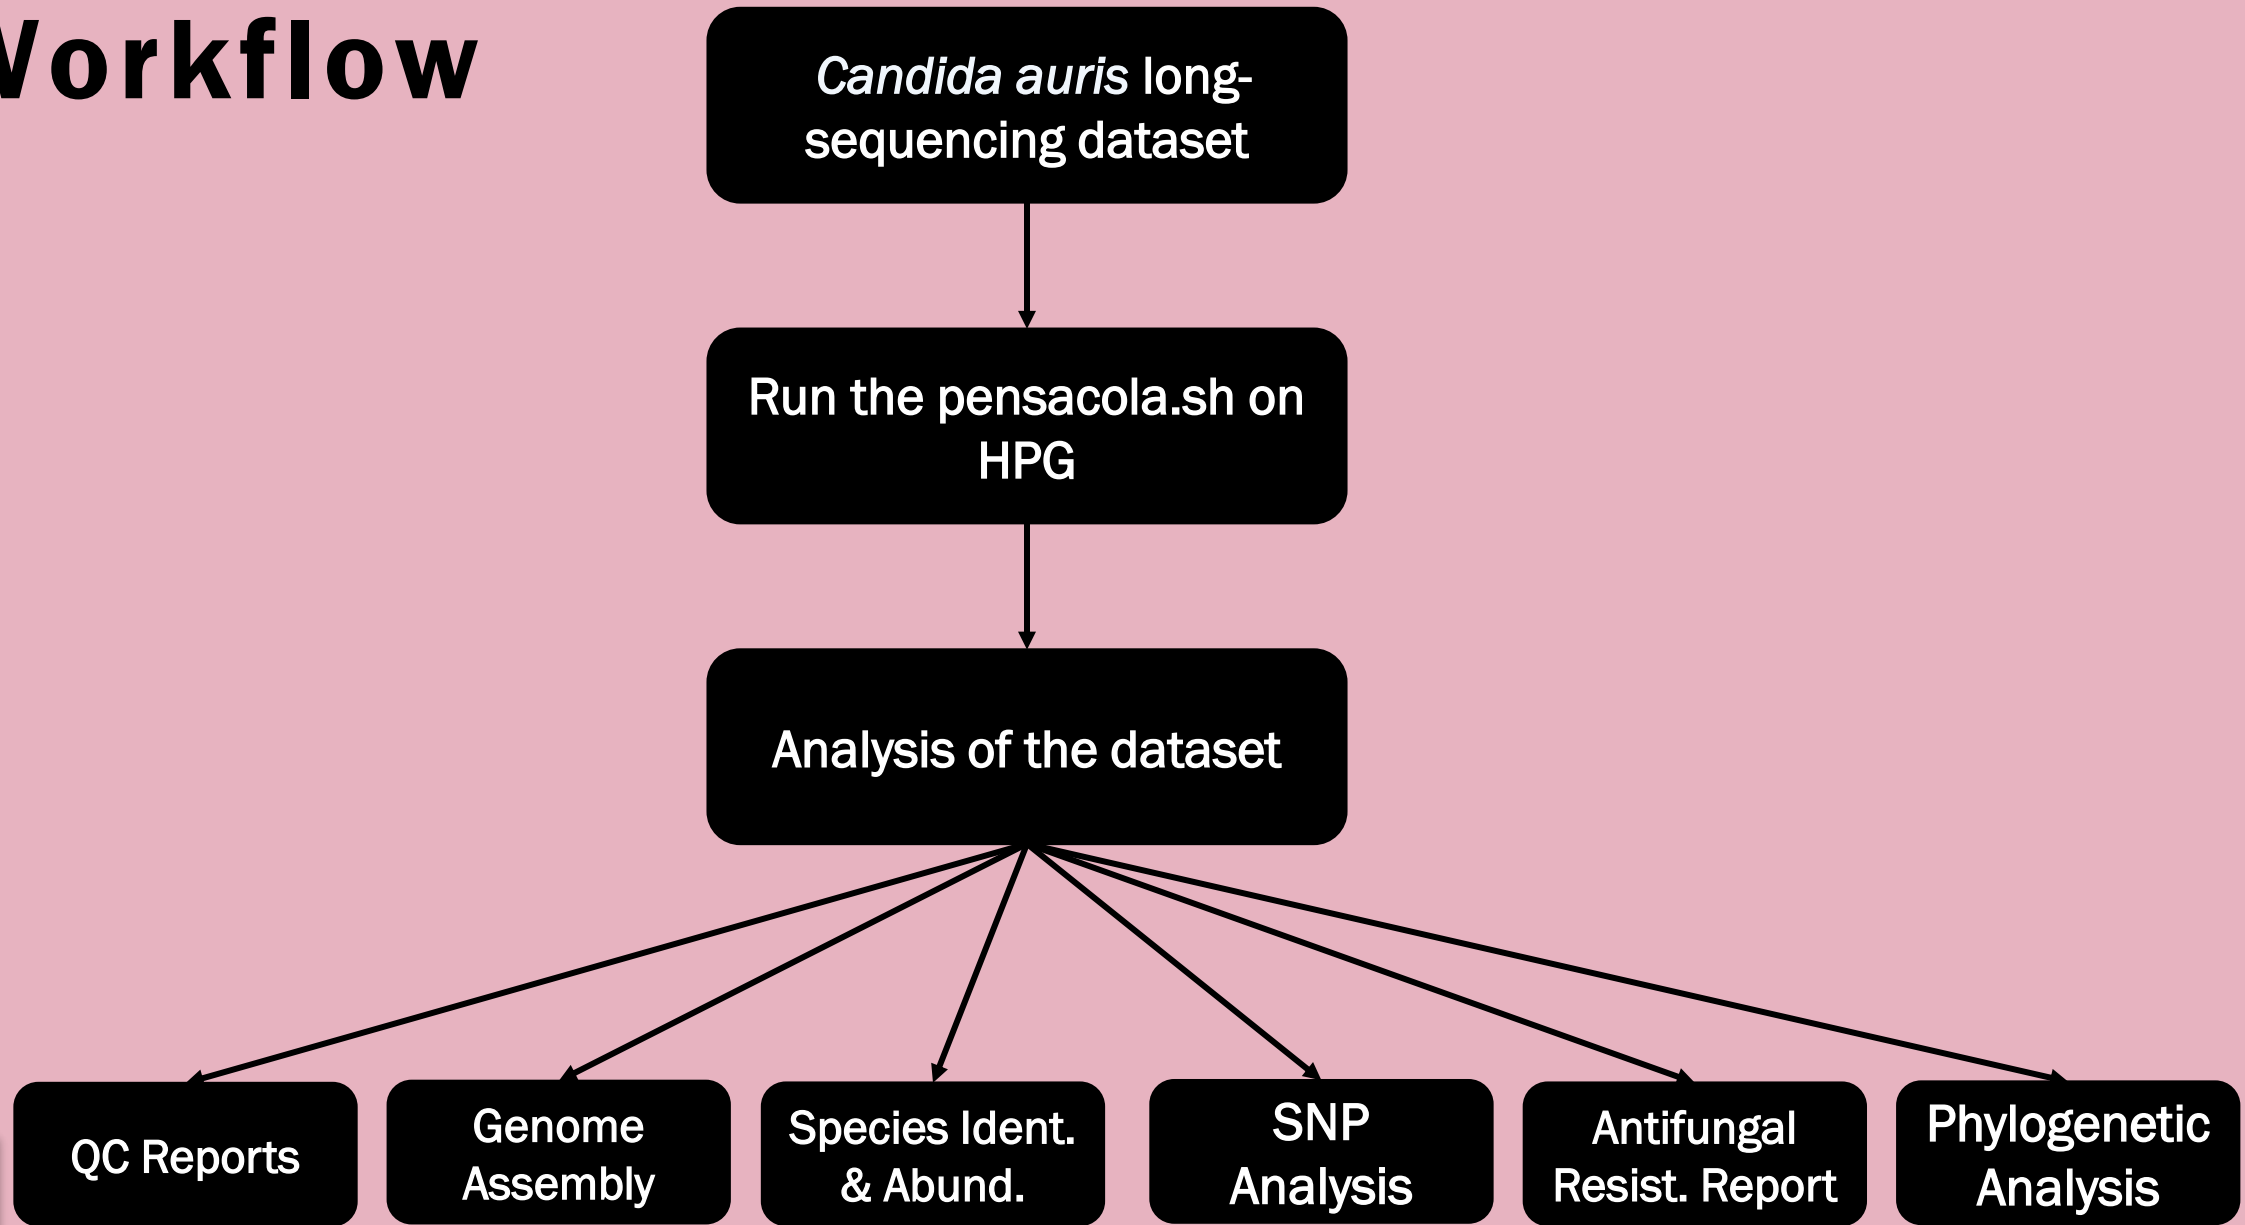 Workflow
Candida auris long-
sequencing dataset
Run the pensacola.sh on
HPG
Analysis of the dataset
QC Reports
Genome
Assembly
Species Ident.
& Abund.
SNP
Analysis
Antifungal
Resist. Report
Phylogenetic
Analysis